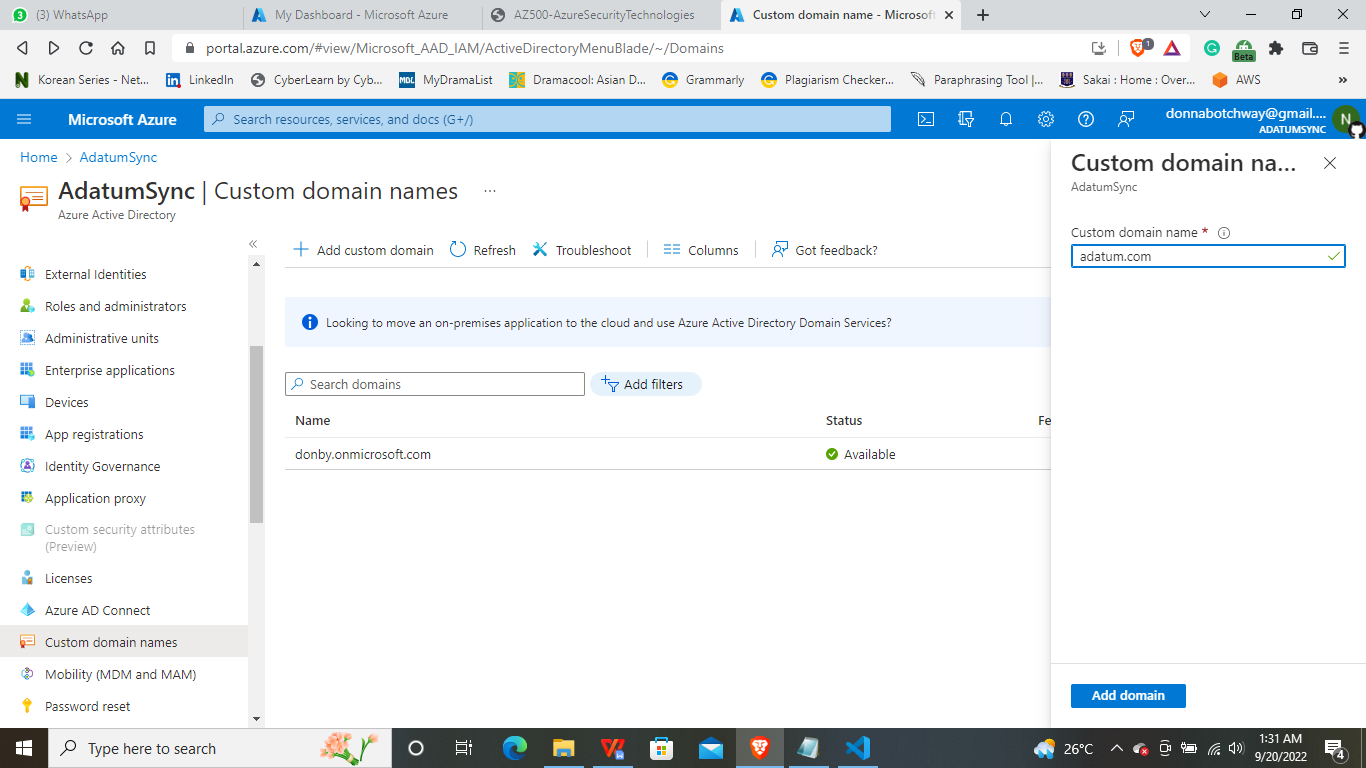 (3) WhatsApp
My Dashboard - Microsoft Azure
AZ500-AzureSecurityTechnologies
Custom domain name - Microsoft
portal.azure.com/#view/Microsoft_AAD_IAM/ActiveDirectoryMenuBlade/~/Domains
1
Beta
Korean Series - Net...
LinkedIn
CyberLearn by Cyb...
MDL MyDramaList
Dramacool: Asian D...
Grammarly
Plagiarism Checker...
Paraphrasing Tool |...
Sakai : Home : Over...
AWS
»
Microsoft Azure
Search resources, services, and docs (G+/)
donnabotchway@gmail....
ADATUMSYNC
N
Home > AdatumSync
AdatumSync | Custom domain names ...
Azure Active Directory
«
External Identities
Roles and administrators
Administrative units
Enterprise applications
Devices
App registrations
Identity Governance
Application proxy
Custom security attributes
(Preview)
Licenses
Azure AD Connect
Custom domain names
Mobility (MDM and MAM)
Password reset
Add custom domain
Refresh
Troubleshoot
Columns
Got feedback?
Looking to move an on-premises application to the cloud and use Azure Active Directory Domain Services?
Search domains
Add filters
Name
Status
Fe
donby.onmicrosoft.com
Available
Custom domain na...
AdatumSync
Custom domain name *
adatum.com
Add domain
Type here to search
26°C
1:31 AM
9/20/2022
4